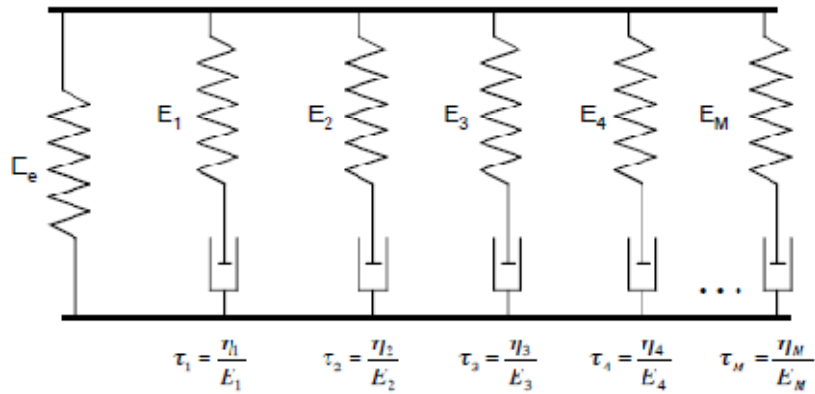 E1 E2 E3 E4 EM
Ee
...
τ1 = η1/E1 τ2 = η2/E2 τ3 = η3/E3 τ4 = η4/E4 τM = ηM/EM